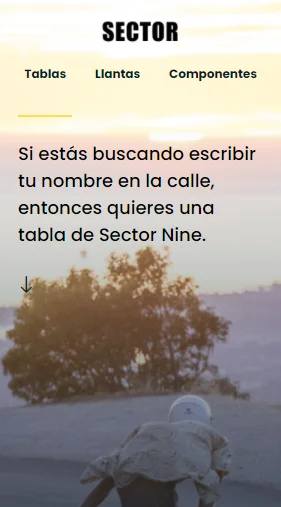 SECTOR
Tablas Llantas Componentes
Si estás buscando escribir
tu nombre en la calle,
entonces quieres una
tabla de Sector Nine.